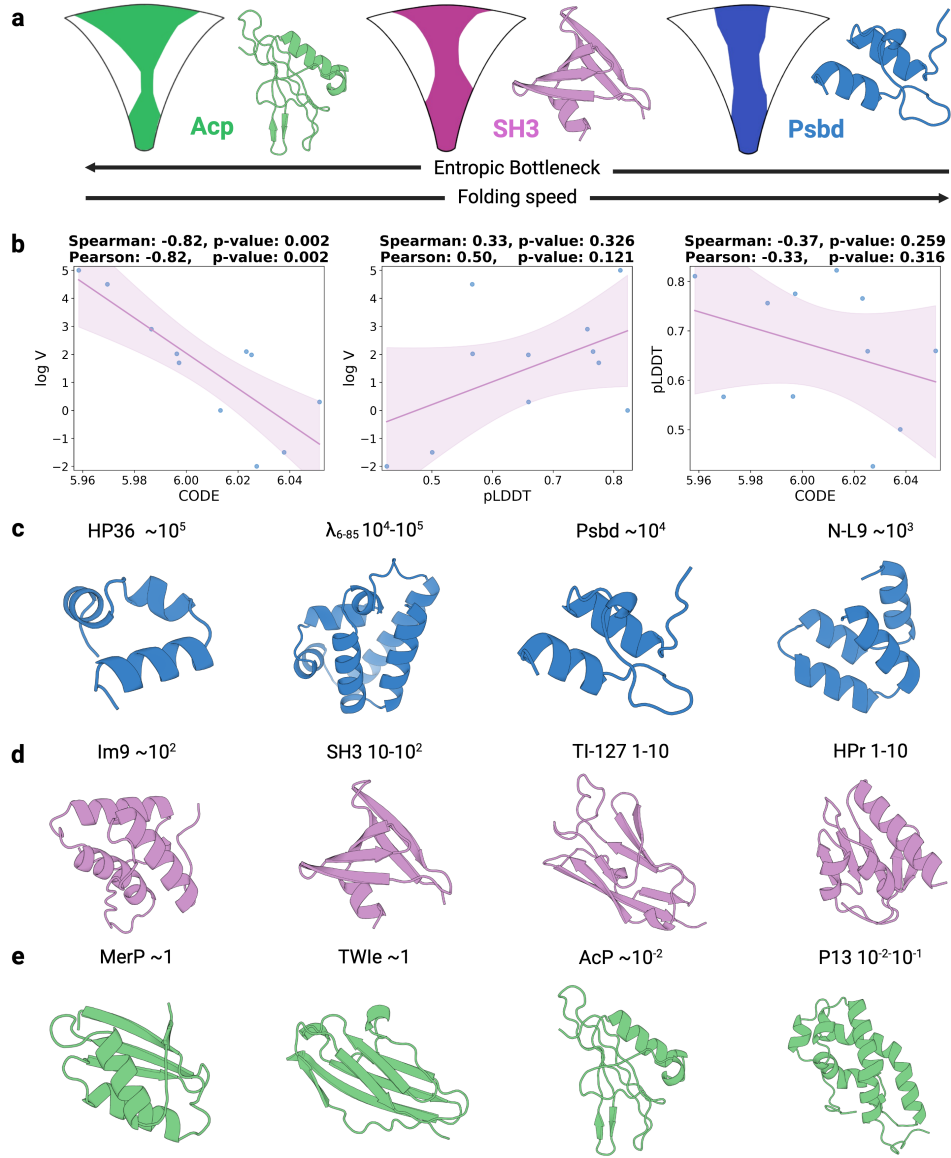 a
Acp
SH3
Psbd
Entropic Bottleneck
Folding speed
b
Spearman: -0.82, p-value: 0.002
Pearson: -0.82, p-value: 0.002
5
4
3
2
1
0
−1
−2
log V
5.96 5.98 6.00 6.02 6.04
CODE
Spearman: 0.33, p-value: 0.326
Pearson: 0.50, p-value: 0.121
5
4
3
2
1
0
−1
−2
log V
0.5 0.6 0.7 0.8
pLDDT
Spearman: -0.37, p-value: 0.259
Pearson: -0.33, p-value: 0.316
0.8
0.7
0.6
0.5
pLDDT
5.96 5.98 6.00 6.02 6.04
CODE
c
HP36 ~10⁵
λ₆₋₈₅ 10⁴-10⁵
Psbd ~10⁴
N-L9 ~10³
d
Im9 ~10²
SH3 10-10²
TI-127 1-10
HPr 1-10
e
MerP ~1
TWIe ~1
AcP ~10⁻²
P13 10⁻²-10⁻¹